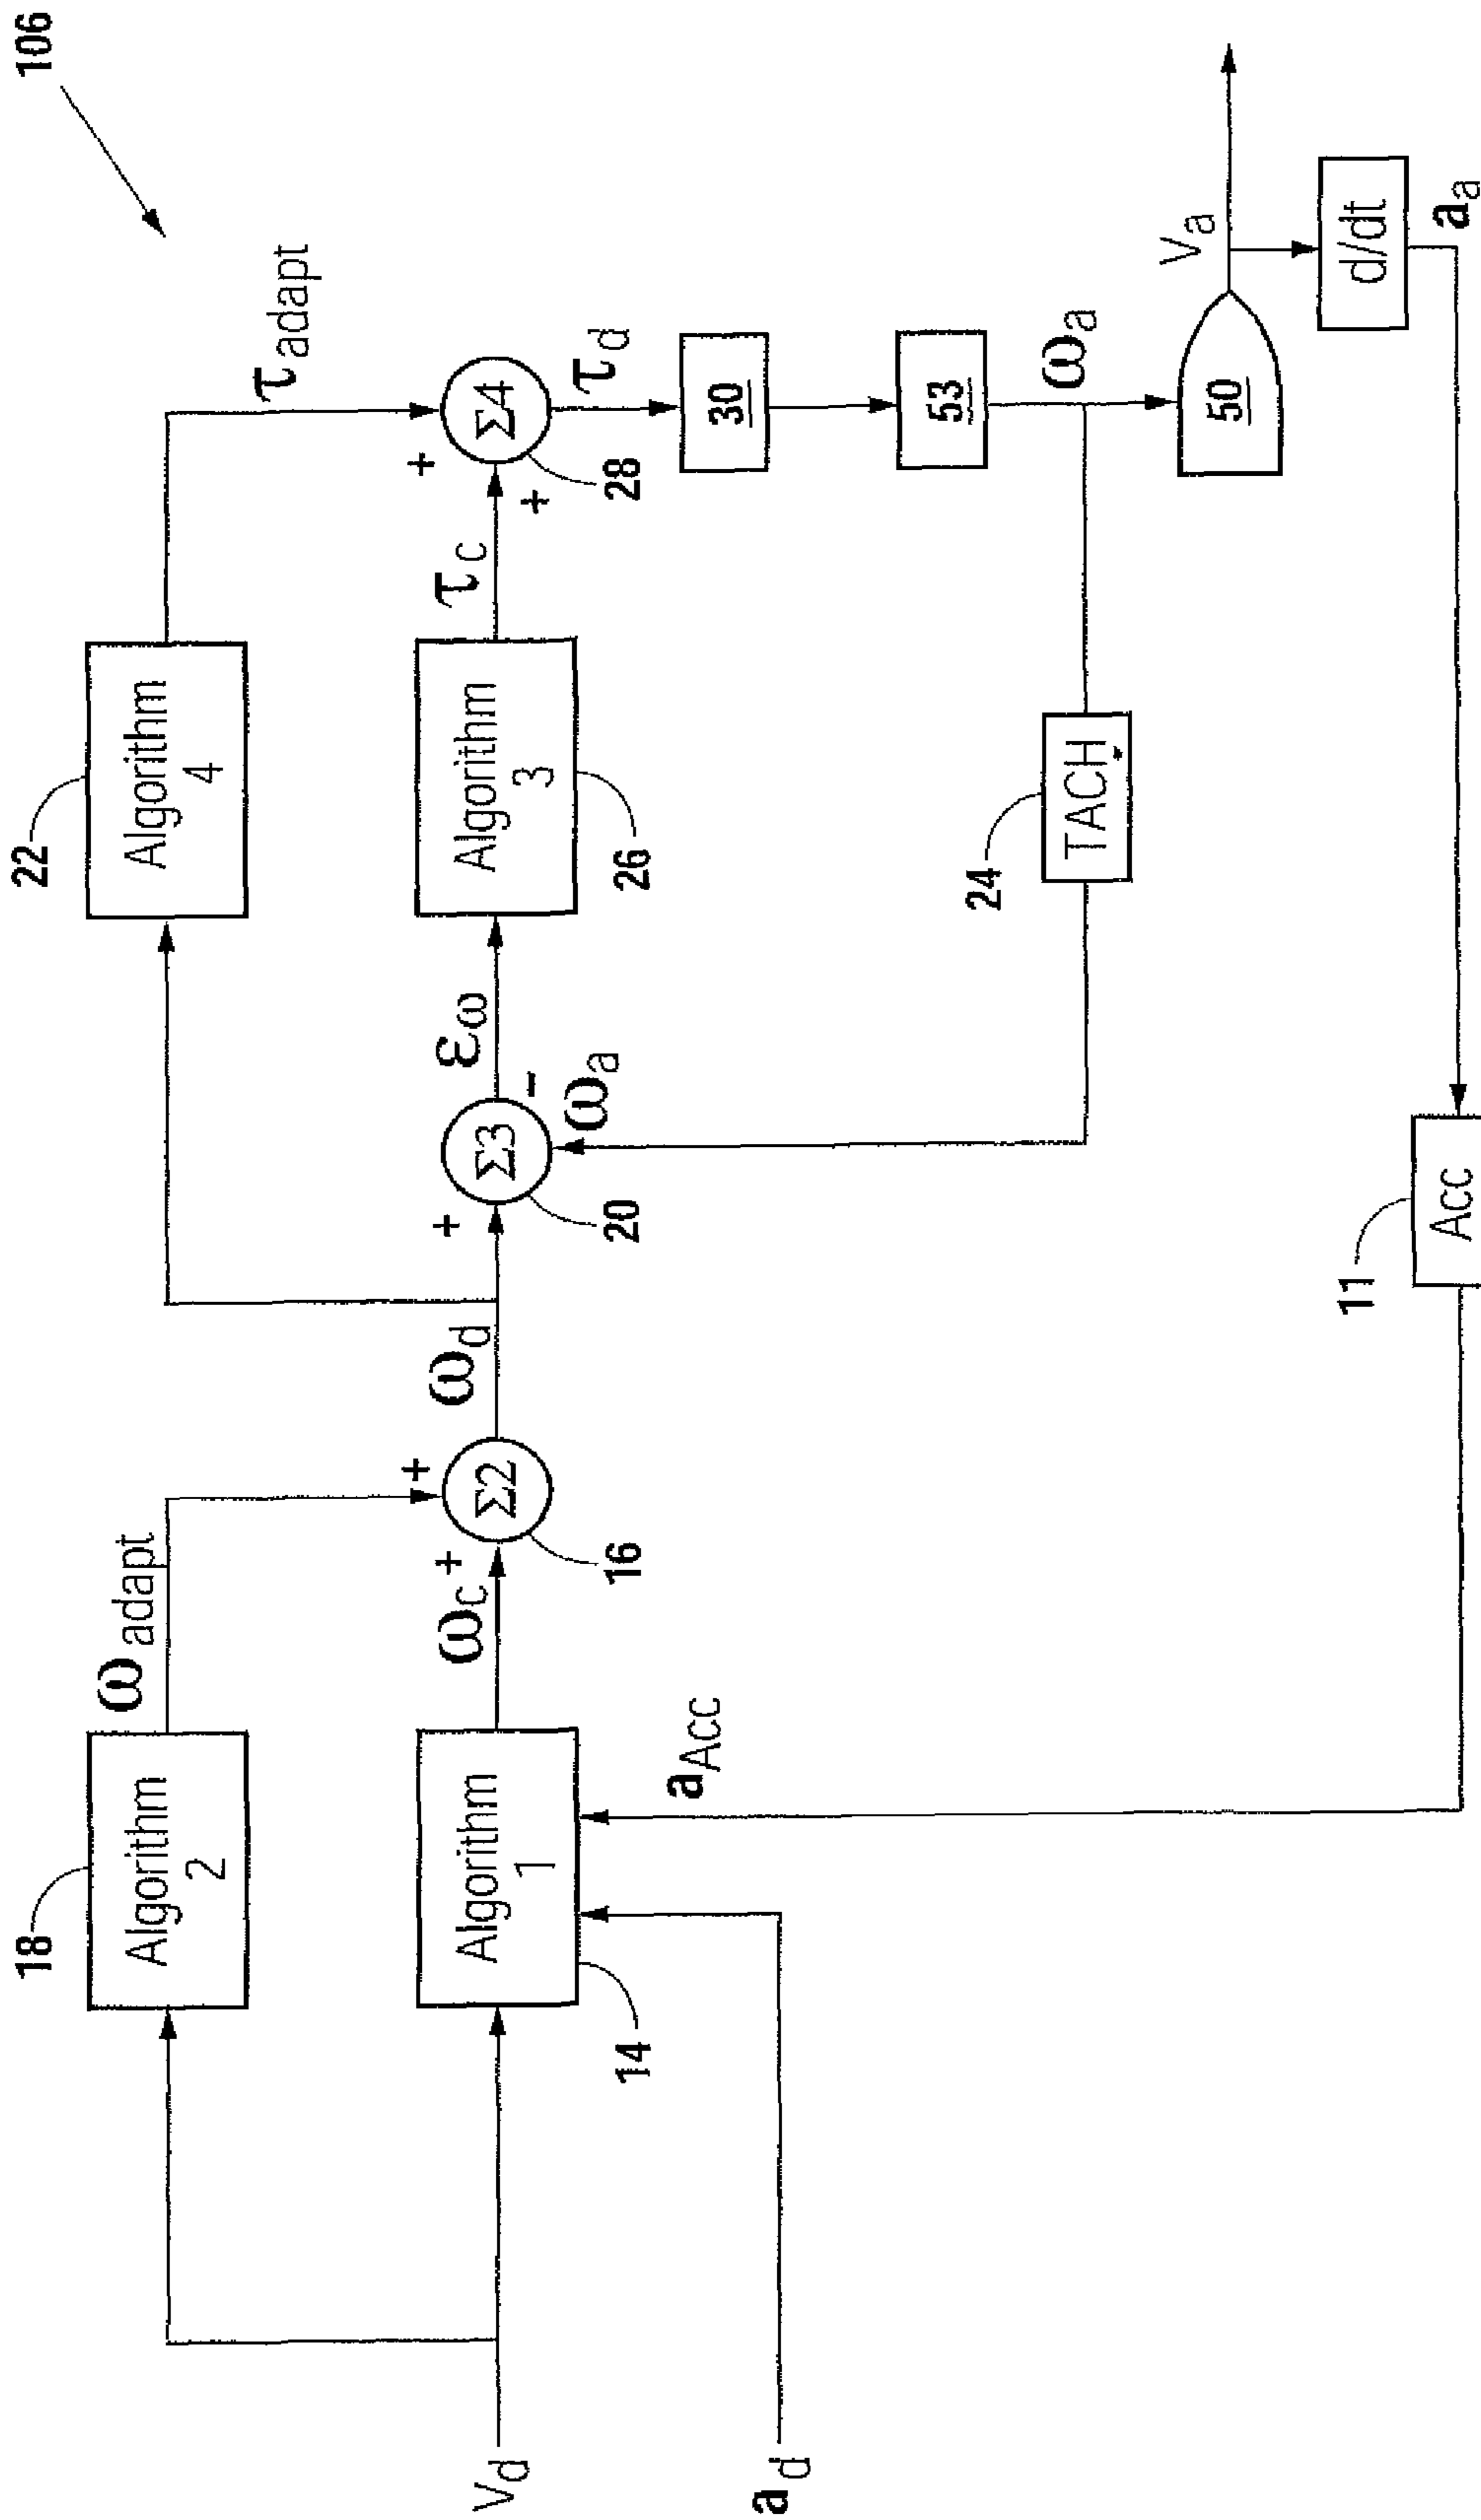 106
22
Algorithm
4
τadapt
18
Algorithm
2
ωadapt
+
+
Vd
Algorithm
1
14
ωc
+
Σ2
16
ωd
+
Σ3
20
-
εω
Algorithm
3
26
τc
+
Σ4
28
τd
30
53
ωa
ωa
24
TACH
50
Va
d/dt
aa
ad
aAcc
11
Acc